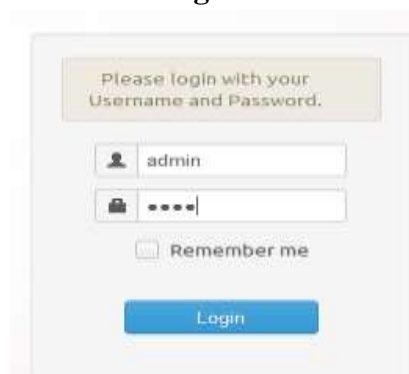 Please login with your
Username and Password.
admin
••••
Remember me
Login